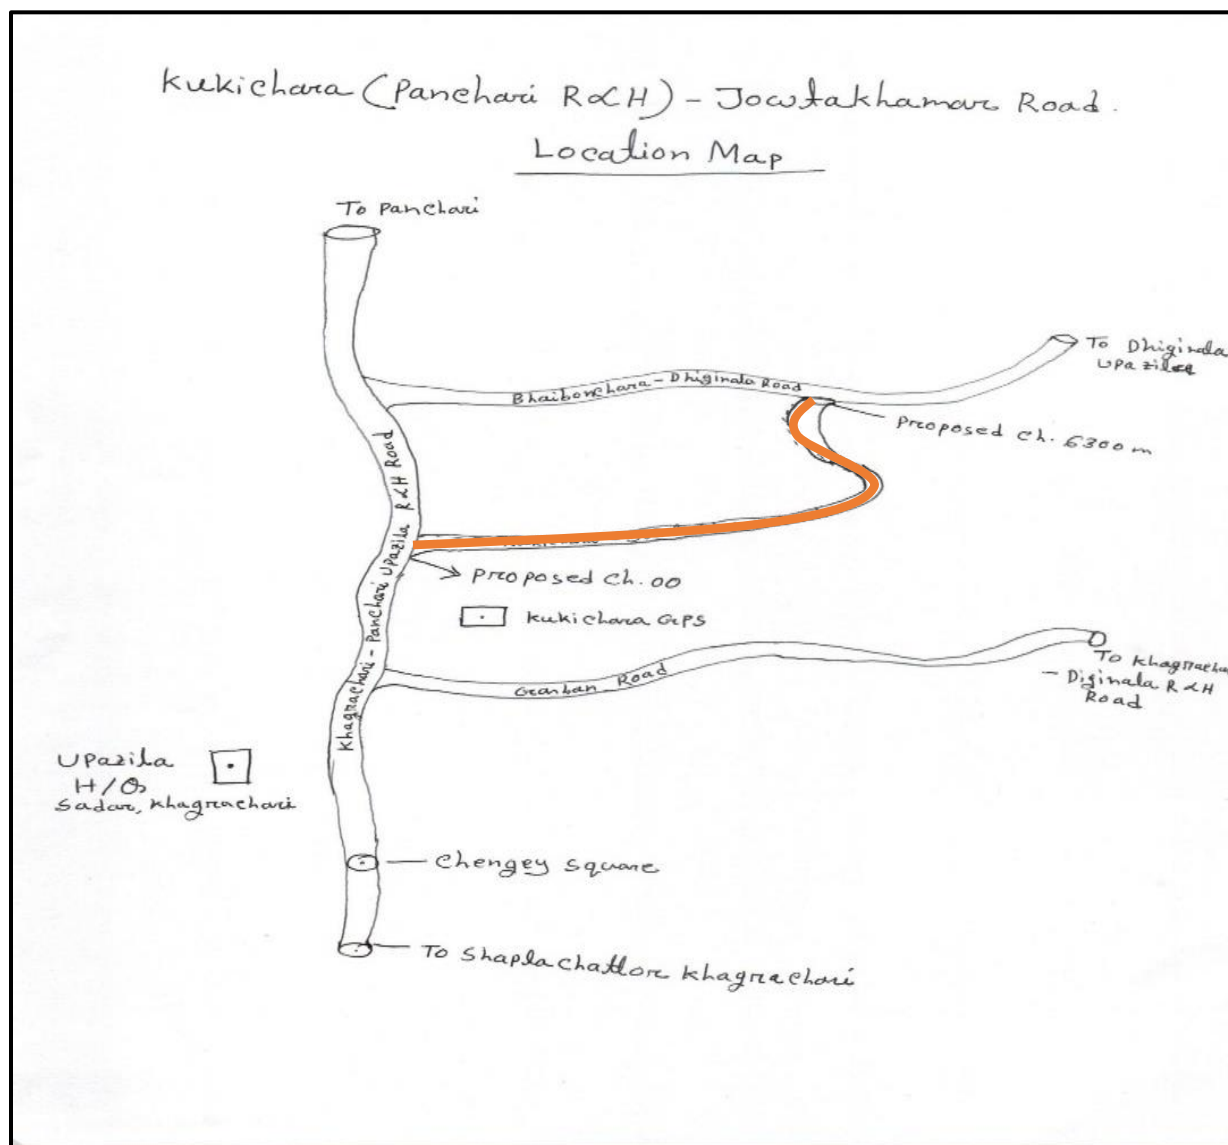 Kukichara (Panchari R&H) - Jowtakhamar Road.
Location Map
To Panchari
To Dhiginala
Upazila
Bhaibonchara - Dhiginala Road
Proposed Ch. 6300 m
Khagrachari - Panchari Upazila R&H Road
Proposed Ch. 00
Kukichara GPS
To Khagracha
- Diginala R&H
Road
Road
Upazila
H/Q
Sadar, Khagrachari
Chengey Square
To Shaplachattor Khagrachari